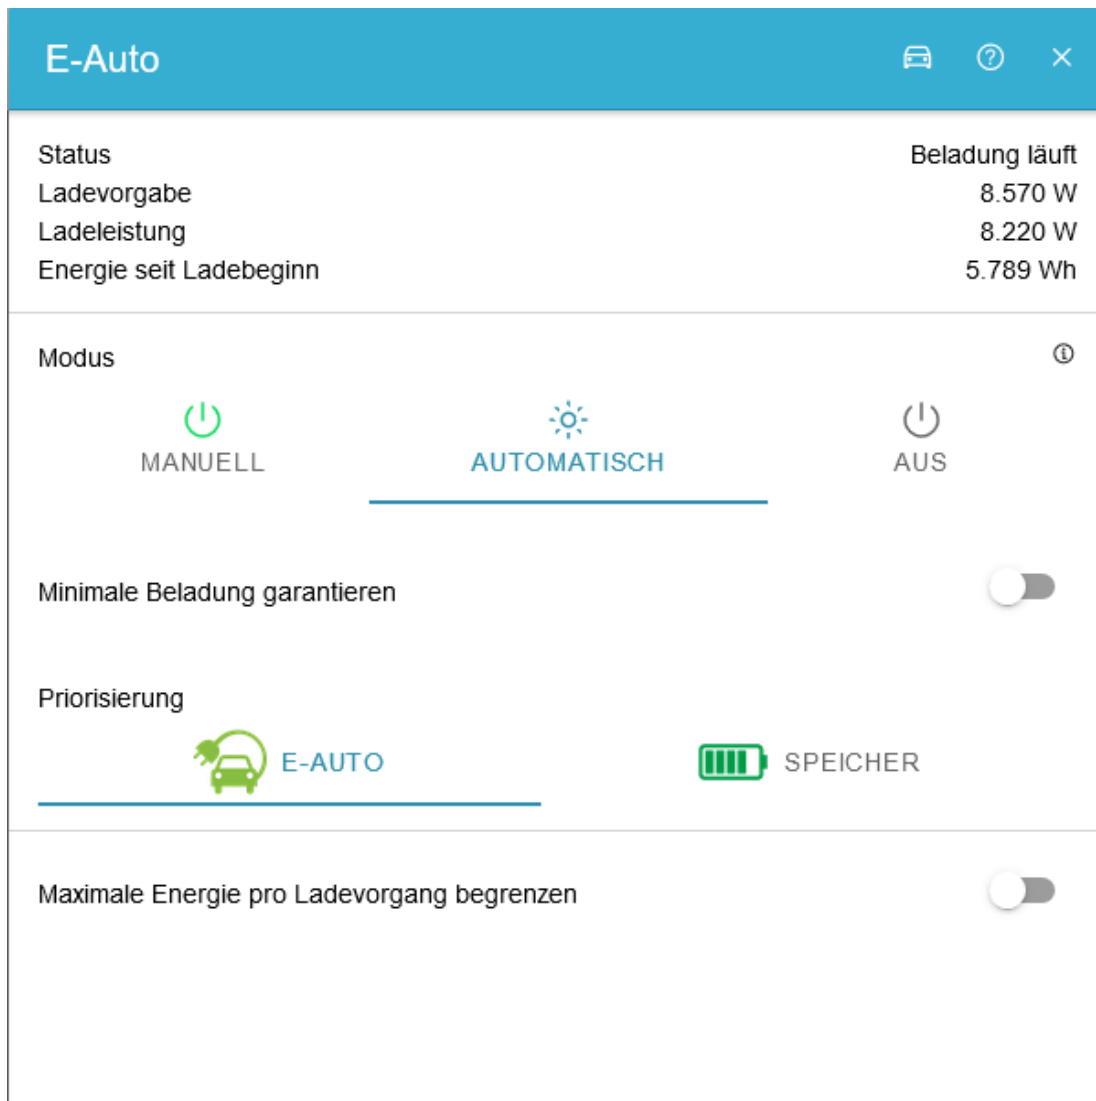 E-Auto
Status Beladung läuft
Ladevorgabe 8.570 W
Ladeleistung 8.220 W
Energie seit Ladebeginn 5.789 Wh
Modus
MANUELL AUTOMATISCH AUS
Minimale Beladung garantieren
Priorisierung
E-AUTO SPEICHER
Maximale Energie pro Ladevorgang begrenzen